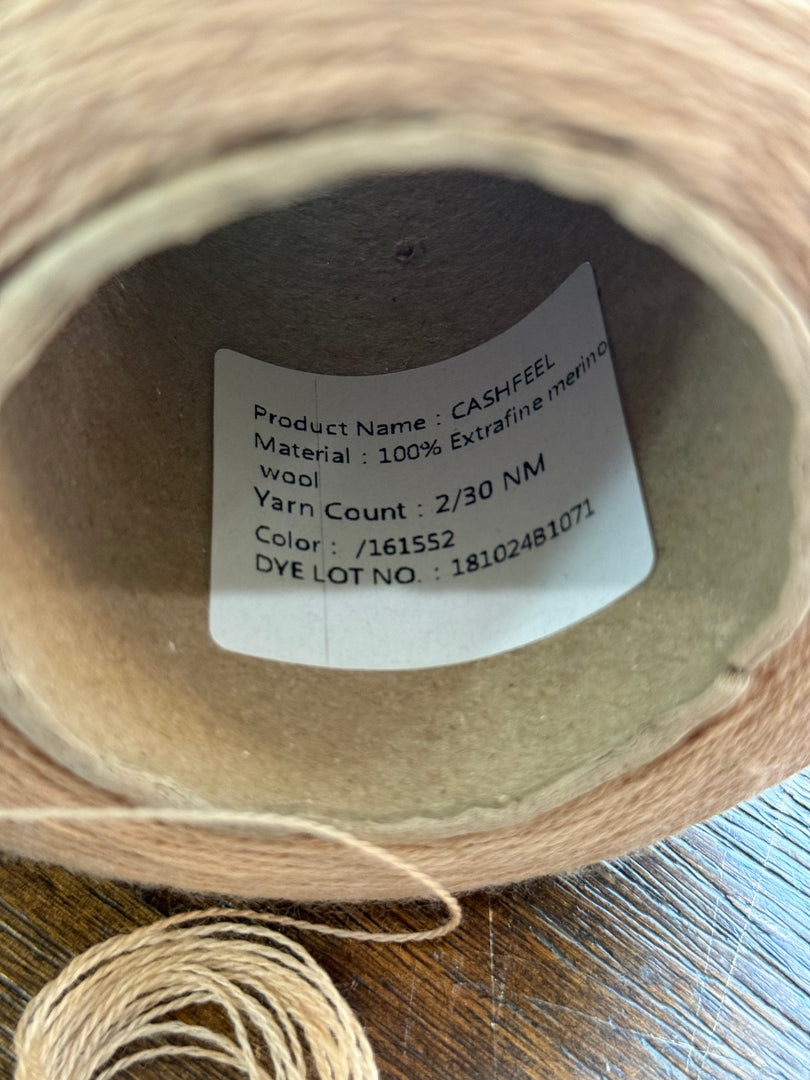 Product Name : CASHFEEL
Material : 100% Extrafine merino
wool
Yarn Count : 2/30 NM
Color : /161552
DYE LOT NO. : 181024B1071